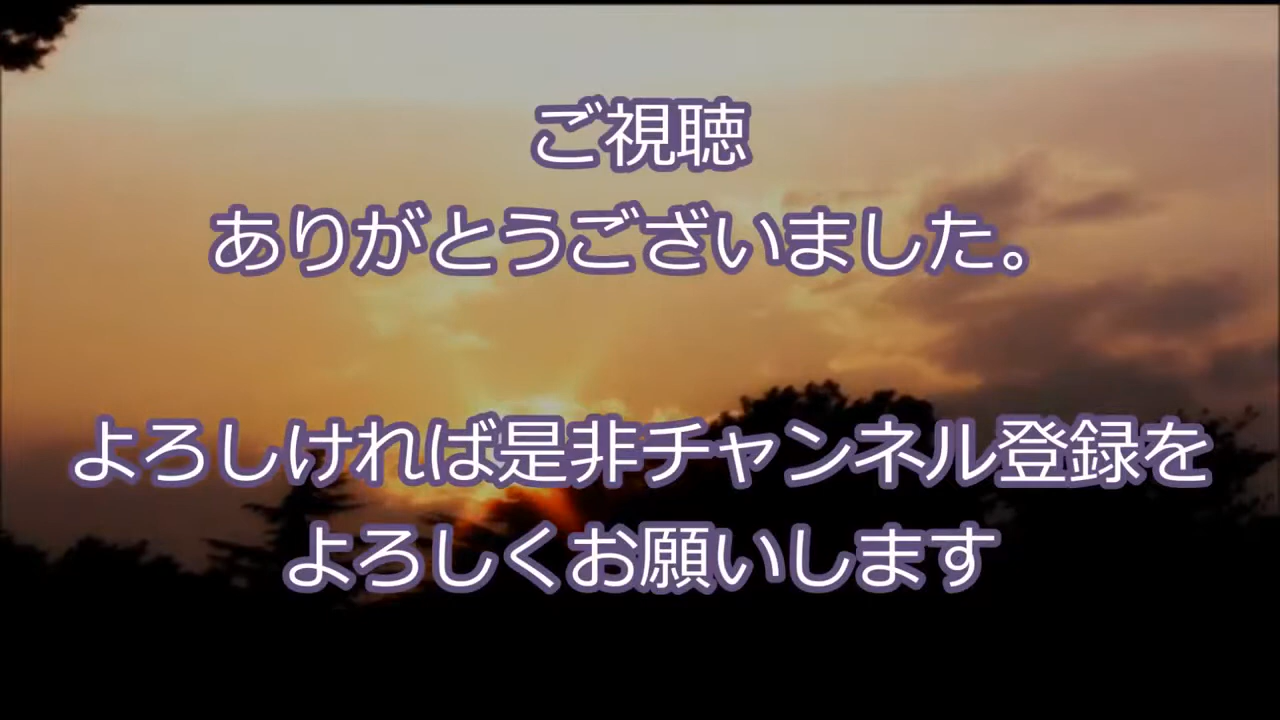 ご視聴
ありがとうございました。
よろしければ是非チャンネル登録を
よろしくお願いします